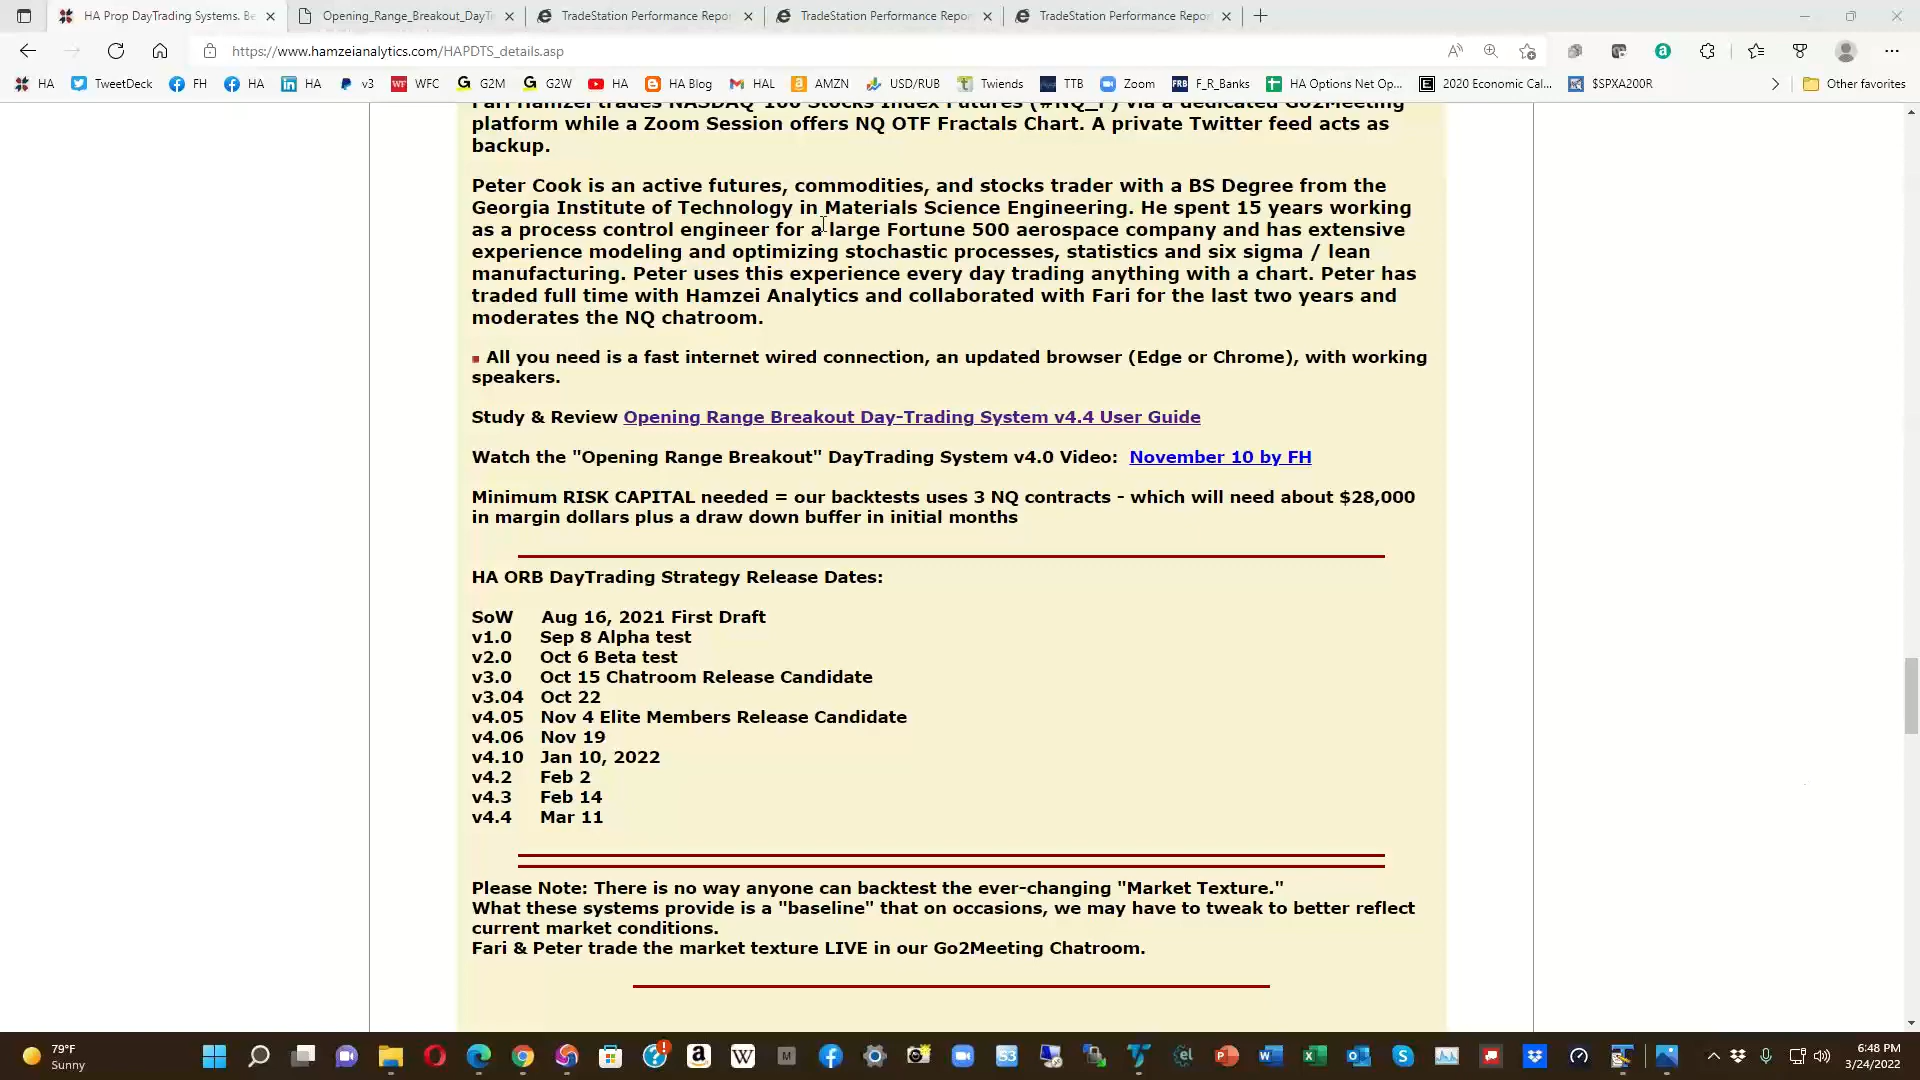 HA Prop DayTrading Systems. Be
Opening_Range_Breakout_DayT
TradeStation Performance Repor
TradeStation Performance Repor
TradeStation Performance Repor
https://www.hamzeianalytics.com/HAPDTS_details.asp
HA TweetDeck FH HA HA v3 WFC G2M G2W HA HA Blog HAL AMZN USD/RUB Twiends TTB Zoom F_R_Banks HA Options Net Op... 2020 Economic Cal... $SPXA200R Other favorites
Fari Hamzei trades NASDAQ 100 Stocks Index Futures (#NQ_F) via a dedicated Go2Meeting
platform while a Zoom Session offers NQ OTF Fractals Chart. A private Twitter feed acts as
backup.
Peter Cook is an active futures, commodities, and stocks trader with a BS Degree from the
Georgia Institute of Technology in Materials Science Engineering. He spent 15 years working
as a process control engineer for a large Fortune 500 aerospace company and has extensive
experience modeling and optimizing stochastic processes, statistics and six sigma / lean
manufacturing. Peter uses this experience every day trading anything with a chart. Peter has
traded full time with Hamzei Analytics and collaborated with Fari for the last two years and
moderates the NQ chatroom.
All you need is a fast internet wired connection, an updated browser (Edge or Chrome), with working
speakers.
Study & Review Opening Range Breakout Day-Trading System v4.4 User Guide
Watch the "Opening Range Breakout" DayTrading System v4.0 Video: November 10 by FH
Minimum RISK CAPITAL needed = our backtests uses 3 NQ contracts - which will need about $28,000
in margin dollars plus a draw down buffer in initial months
HA ORB DayTrading Strategy Release Dates:
SoW Aug 16, 2021 First Draft
v1.0 Sep 8 Alpha test
v2.0 Oct 6 Beta test
v3.0 Oct 15 Chatroom Release Candidate
v3.04 Oct 22
v4.05 Nov 4 Elite Members Release Candidate
v4.06 Nov 19
v4.10 Jan 10, 2022
v4.2 Feb 2
v4.3 Feb 14
v4.4 Mar 11
Please Note: There is no way anyone can backtest the ever-changing "Market Texture."
What these systems provide is a "baseline" that on occasions, we may have to tweak to better reflect
current market conditions.
Fari & Peter trade the market texture LIVE in our Go2Meeting Chatroom.
79°F
Sunny
6:48 PM
3/24/2022